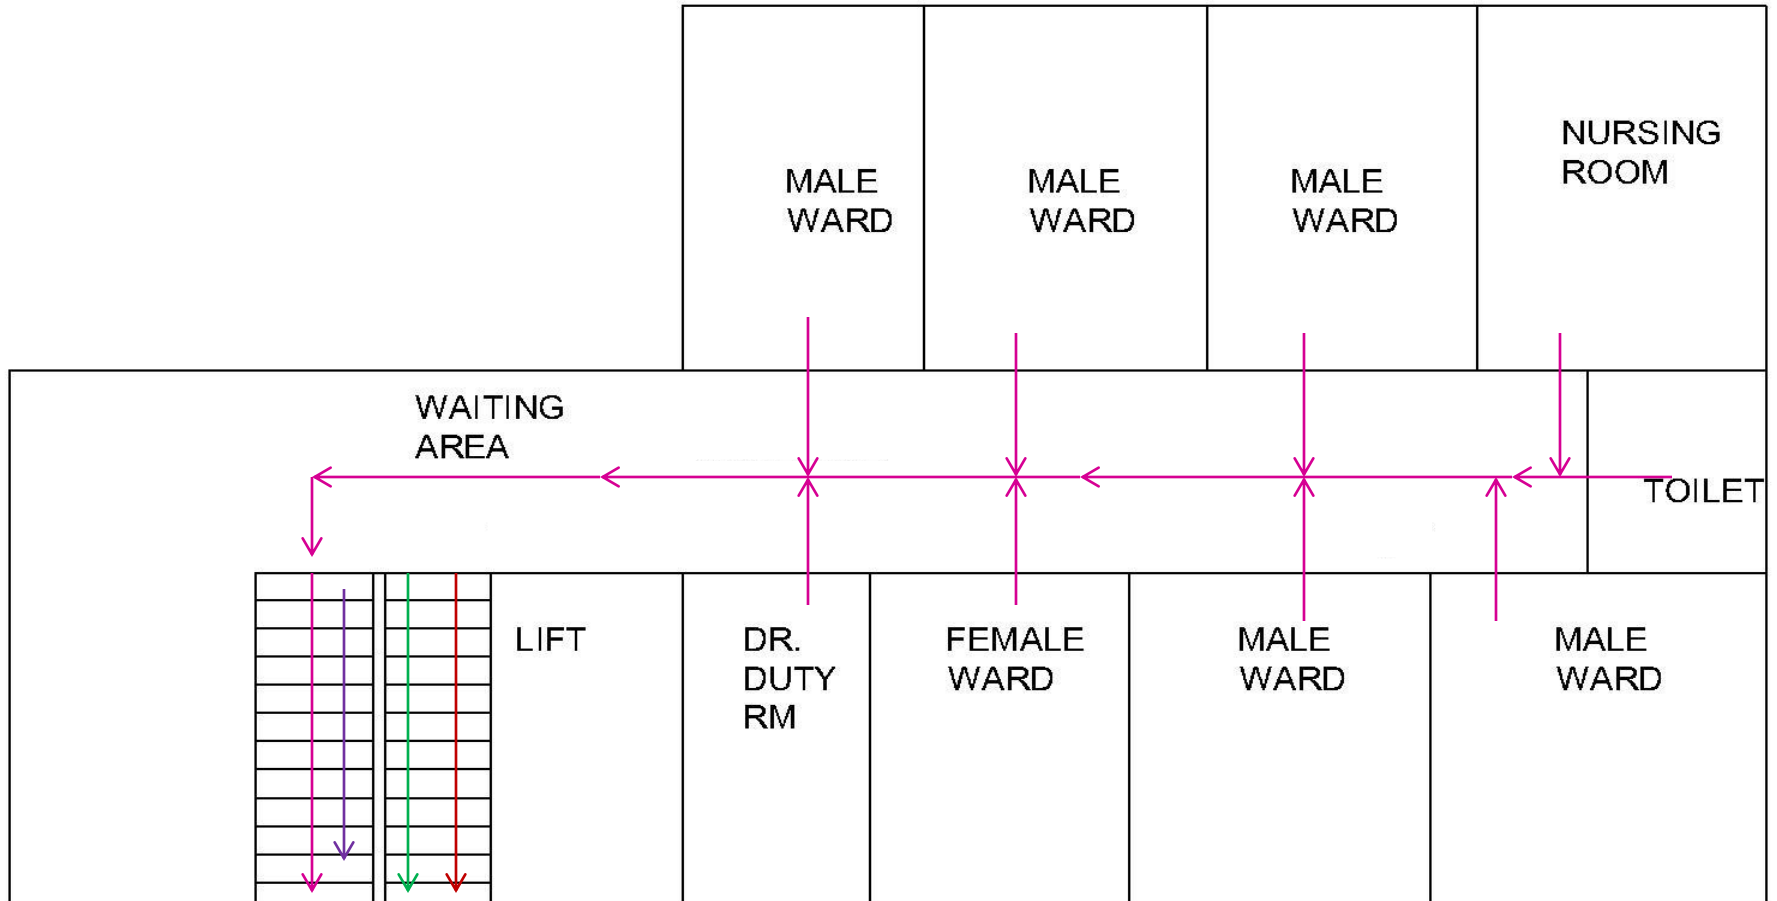 NURSING
ROOM
MALE
WARD
MALE
WARD
MALE
WARD
WAITING
AREA
TOILET
LIFT
DR.
DUTY
RM
FEMALE
WARD
MALE
WARD
MALE
WARD